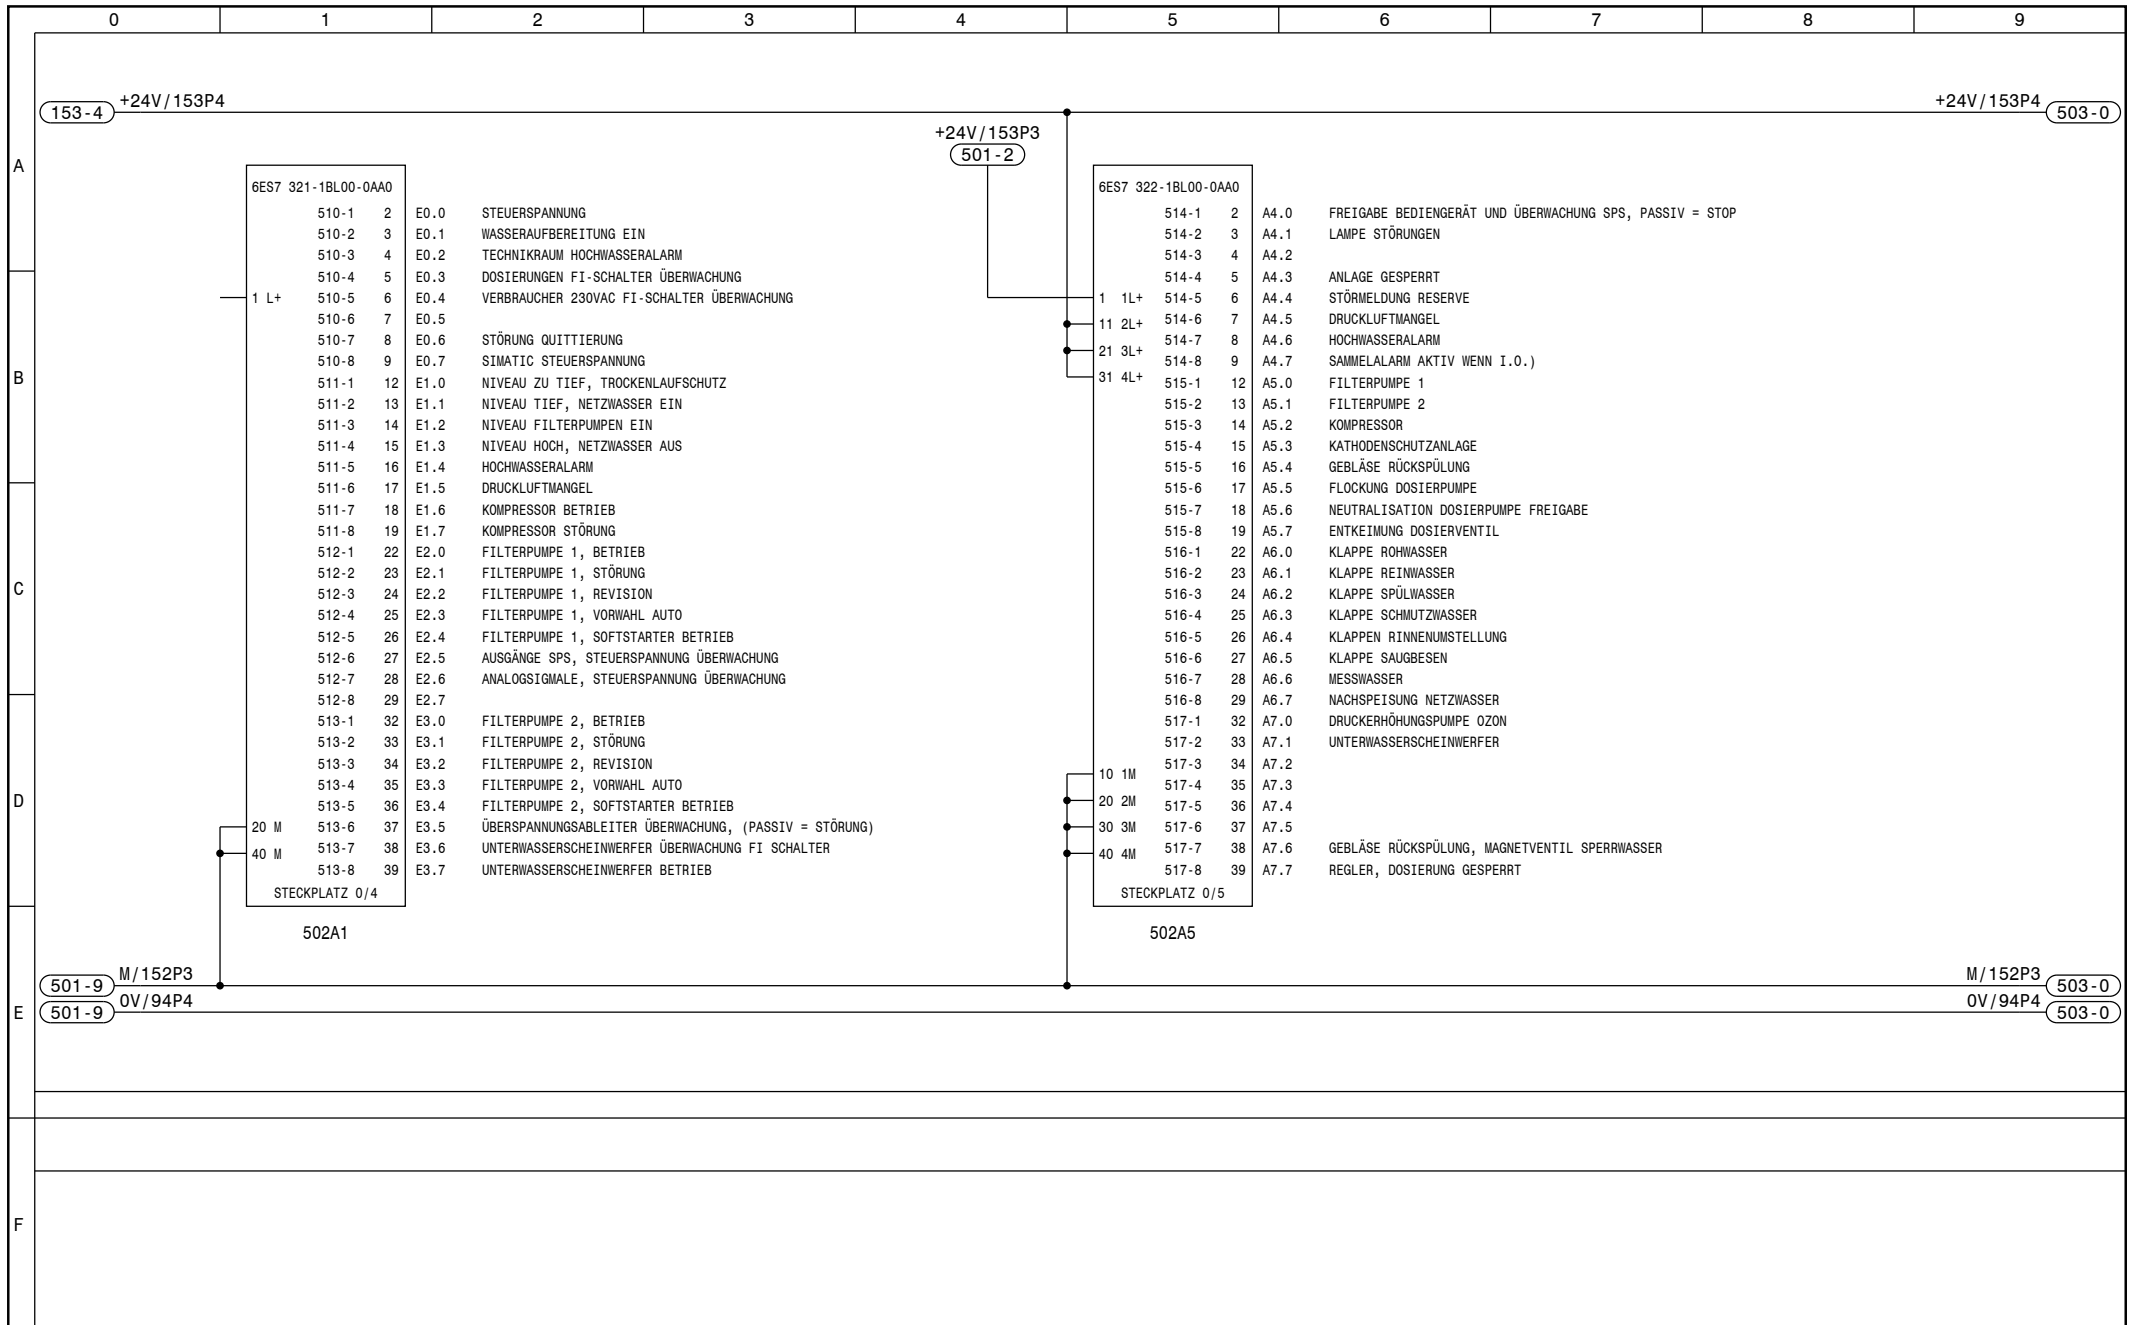 0 1 2 3 4 5 6 7 8 9
+24V/153P4 +24V/153P4
153-4 503-0
+24V/153P3
501-2
A
6ES7 321-1BL00-0AA0 6ES7 322-1BL00-0AA0
510-1 2 E0.0 STEUERSPANNUNG 514-1 2 A4.0 FREIGABE BEDIENGERÄT UND ÜBERWACHUNG SPS, PASSIV = STOP
510-2 3 E0.1 WASSERAUFBEREITUNG EIN 514-2 3 A4.1 LAMPE STÖRUNGEN
510-3 4 E0.2 TECHNIKRAUM HOCHWASSERALARM 514-3 4 A4.2
510-4 5 E0.3 DOSIERUNGEN FI-SCHALTER ÜBERWACHUNG 514-4 5 A4.3 ANLAGE GESPERRT
1 L+ 510-5 6 E0.4 VERBRAUCHER 230VAC FI-SCHALTER ÜBERWACHUNG 1 1L+ 514-5 6 A4.4 STÖRMELDUNG RESERVE
510-6 7 E0.5 11 2L+ 514-6 7 A4.5 DRUCKLUFTMANGEL
510-7 8 E0.6 STÖRUNG QUITTIERUNG 514-7 8 A4.6 HOCHWASSERALARM
510-8 9 E0.7 SIMATIC STEUERSPANNUNG 21 3L+ 514-8 9 A4.7 SAMMELALARM AKTIV WENN I.O.)
B
511-1 12 E1.0 NIVEAU ZU TIEF, TROCKENLAUFSCHUTZ 31 4L+ 515-1 12 A5.0 FILTERPUMPE 1
511-2 13 E1.1 NIVEAU TIEF, NETZWASSER EIN 515-2 13 A5.1 FILTERPUMPE 2
511-3 14 E1.2 NIVEAU FILTERPUMPEN EIN 515-3 14 A5.2 KOMPRESSOR
511-4 15 E1.3 NIVEAU HOCH, NETZWASSER AUS 515-4 15 A5.3 KATHODENSCHUTZANLAGE
511-5 16 E1.4 HOCHWASSERALARM 515-5 16 A5.4 GEBLÄSE RÜCKSPÜLUNG
511-6 17 E1.5 DRUCKLUFTMANGEL 515-6 17 A5.5 FLOCKUNG DOSIERPUMPE
511-7 18 E1.6 KOMPRESSOR BETRIEB 515-7 18 A5.6 NEUTRALISATION DOSIERPUMPE FREIGABE
511-8 19 E1.7 KOMPRESSOR STÖRUNG 515-8 19 A5.7 ENTKEIMUNG DOSIERVENTIL
512-1 22 E2.0 FILTERPUMPE 1, BETRIEB 516-1 22 A6.0 KLAPPE ROHWASSER
512-2 23 E2.1 FILTERPUMPE 1, STÖRUNG 516-2 23 A6.1 KLAPPE REINWASSER
C
512-3 24 E2.2 FILTERPUMPE 1, REVISION 516-3 24 A6.2 KLAPPE SPÜLWASSER
512-4 25 E2.3 FILTERPUMPE 1, VORWAHL AUTO 516-4 25 A6.3 KLAPPE SCHMUTZWASSER
512-5 26 E2.4 FILTERPUMPE 1, SOFTSTARTER BETRIEB 516-5 26 A6.4 KLAPPEN RINNENUMSTELLUNG
512-6 27 E2.5 AUSGÄNGE SPS, STEUERSPANNUNG ÜBERWACHUNG 516-6 27 A6.5 KLAPPE SAUGBESEN
512-7 28 E2.6 ANALOGSIGMALE, STEUERSPANNUNG ÜBERWACHUNG 516-7 28 A6.6 MESSWASSER
512-8 29 E2.7 516-8 29 A6.7 NACHSPEISUNG NETZWASSER
513-1 32 E3.0 FILTERPUMPE 2, BETRIEB 517-1 32 A7.0 DRUCKERHÖHUNGSPUMPE OZON
513-2 33 E3.1 FILTERPUMPE 2, STÖRUNG 517-2 33 A7.1 UNTERWASSERSCHEINWERFER
513-3 34 E3.2 FILTERPUMPE 2, REVISION 10 1M 517-3 34 A7.2
513-4 35 E3.3 FILTERPUMPE 2, VORWAHL AUTO 517-4 35 A7.3
D
513-5 36 E3.4 FILTERPUMPE 2, SOFTSTARTER BETRIEB 20 2M 517-5 36 A7.4
20 M 513-6 37 E3.5 ÜBERSPANNUNGSABLEITER ÜBERWACHUNG, (PASSIV = STÖRUNG) 30 3M 517-6 37 A7.5
40 M 513-7 38 E3.6 UNTERWASSERSCHEINWERFER ÜBERWACHUNG FI SCHALTER 40 4M 517-7 38 A7.6 GEBLÄSE RÜCKSPÜLUNG, MAGNETVENTIL SPERRWASSER
513-8 39 E3.7 UNTERWASSERSCHEINWERFER BETRIEB 517-8 39 A7.7 REGLER, DOSIERUNG GESPERRT
STECKPLATZ 0/4 STECKPLATZ 0/5
502A1 502A5
M/152P3 M/152P3
501-9 503-0
0V/94P4 0V/94P4
E 501-9 503-0
F